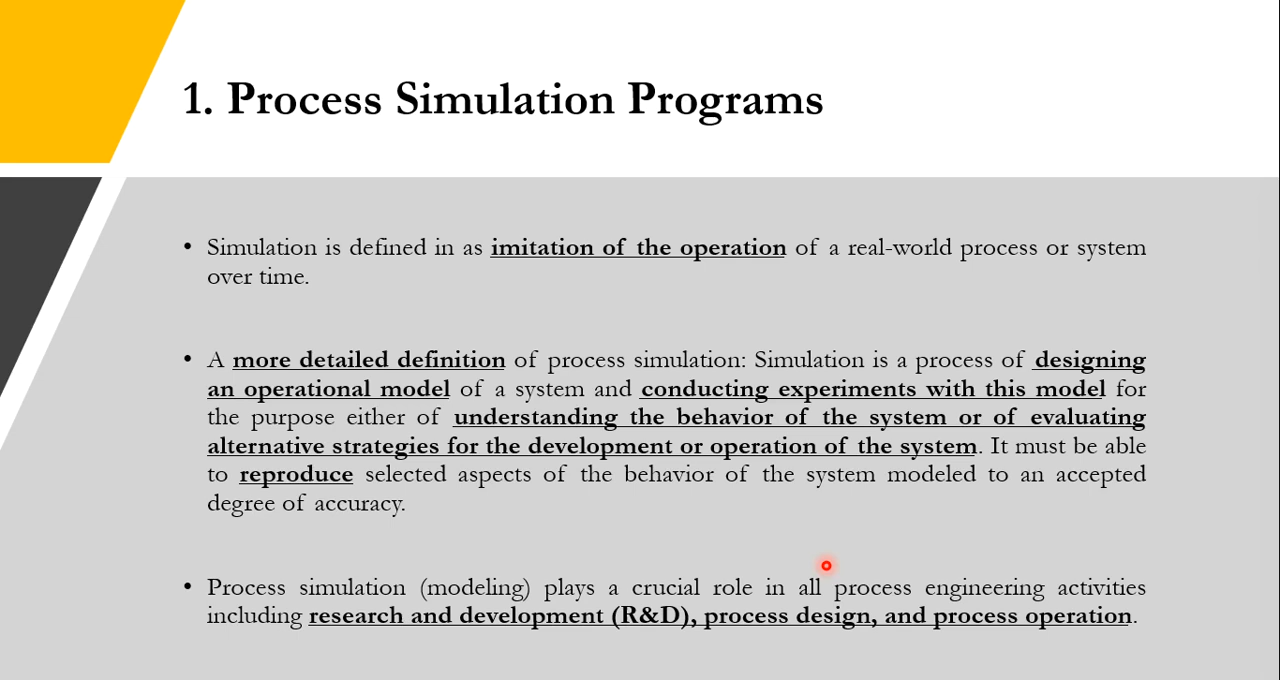 1. Process Simulation Programs
• Simulation is defined in as imitation of the operation of a real-world process or system
over time.
• A more detailed definition of process simulation: Simulation is a process of designing
an operational model of a system and conducting experiments with this model for
the purpose either of understanding the behavior of the system or of evaluating
alternative strategies for the development or operation of the system. It must be able
to reproduce selected aspects of the behavior of the system modeled to an accepted
degree of accuracy.
• Process simulation (modeling) plays a crucial role in all process engineering activities
including research and development (R&D), process design, and process operation.